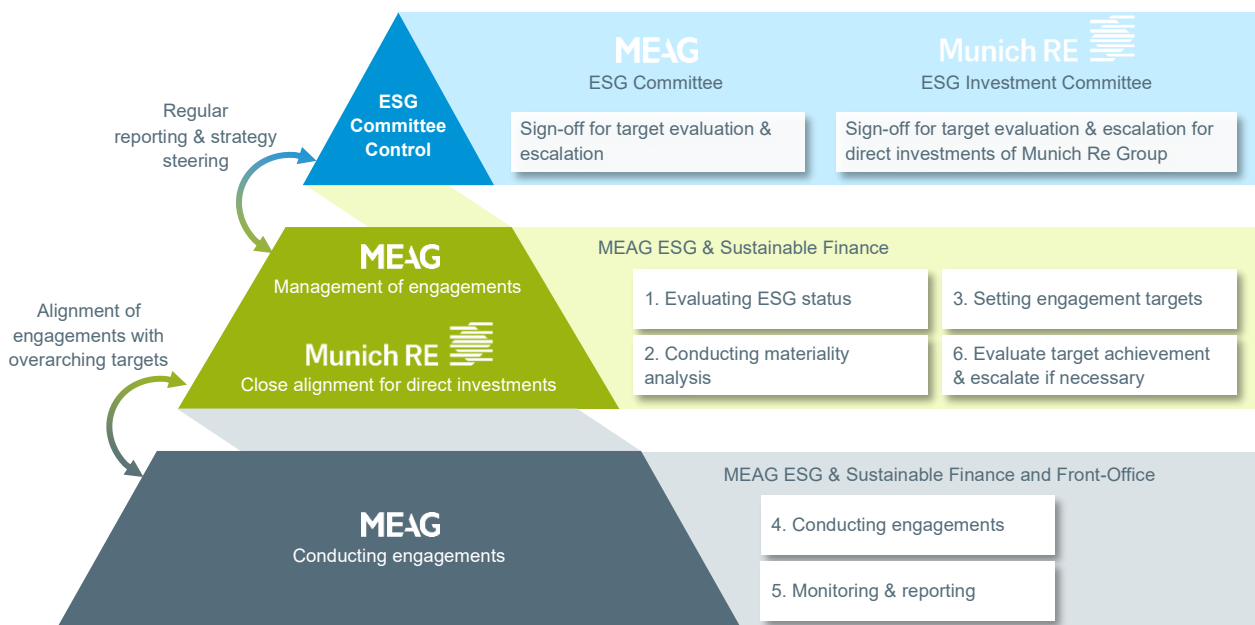 MEAG
ESG Committee
Munich RE
ESG Investment Committee
ESG
Committee
Control
Sign-off for target evaluation &
escalation
Sign-off for target evaluation & escalation for
direct investments of Munich Re Group
Regular
reporting & strategy
steering
MEAG
Management of engagements
Munich RE
Close alignment for direct investments
MEAG ESG & Sustainable Finance
1. Evaluating ESG status
2. Conducting materiality
analysis
3. Setting engagement targets
6. Evaluate target achievement
& escalate if necessary
Alignment of
engagements with
overarching targets
MEAG
Conducting engagements
MEAG ESG & Sustainable Finance and Front-Office
4. Conducting engagements
5. Monitoring & reporting